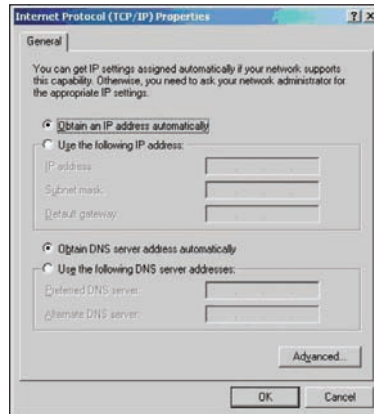 Internet Protocol (TCP/IP) Properties
General
You can get IP settings assigned automatically if your network supports
this capability. Otherwise, you need to ask your network administrator for
the appropriate IP settings.
Obtain an IP address automatically
Use the following IP address:
IP address:
Subnet mask:
Default gateway:
Obtain DNS server address automatically
Use the following DNS server addresses:
Preferred DNS server:
Alternate DNS server:
Advanced...
OK Cancel